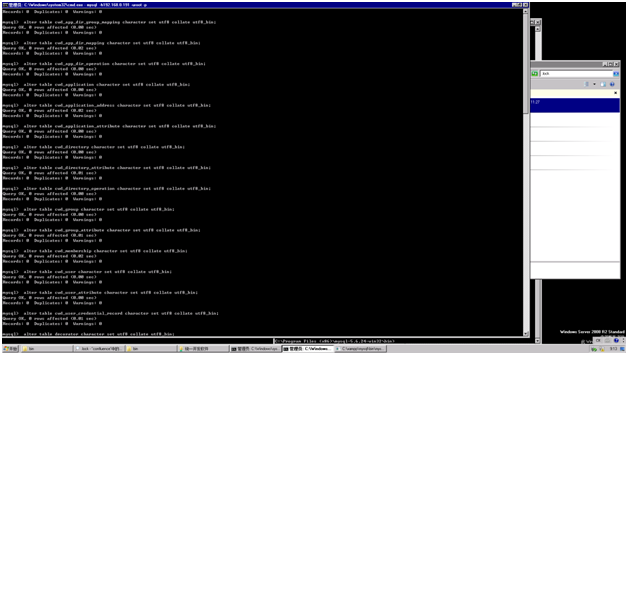 管理员: C:\Windows\system32\cmd.exe - mysql -h192.168.0.191 -uroot -p
Records: 0  Duplicates: 0  Warnings: 0
mysql>  alter table cwd_app_dir_group_mapping character set utf8 collate utf8_bin;
Query OK, 0 rows affected (0.00 sec)
Records: 0  Duplicates: 0  Warnings: 0
mysql>  alter table cwd_app_dir_mapping character set utf8 collate utf8_bin;
Query OK, 0 rows affected (0.02 sec)
Records: 0  Duplicates: 0  Warnings: 0
mysql>  alter table cwd_app_dir_operation character set utf8 collate utf8_bin;
Query OK, 0 rows affected (0.00 sec)
Records: 0  Duplicates: 0  Warnings: 0
mysql>  alter table cwd_application character set utf8 collate utf8_bin;
Query OK, 0 rows affected (0.01 sec)
Records: 0  Duplicates: 0  Warnings: 0
mysql>  alter table cwd_application_address character set utf8 collate utf8_bin;
Query OK, 0 rows affected (0.02 sec)
Records: 0  Duplicates: 0  Warnings: 0
mysql>  alter table cwd_application_attribute character set utf8 collate utf8_bin;
Query OK, 0 rows affected (0.00 sec)
Records: 0  Duplicates: 0  Warnings: 0
mysql>  alter table cwd_directory character set utf8 collate utf8_bin;
Query OK, 0 rows affected (0.02 sec)
Records: 0  Duplicates: 0  Warnings: 0
mysql>  alter table cwd_directory_attribute character set utf8 collate utf8_bin;
Query OK, 0 rows affected (0.01 sec)
Records: 0  Duplicates: 0  Warnings: 0
mysql>  alter table cwd_directory_operation character set utf8 collate utf8_bin;
Query OK, 0 rows affected (0.00 sec)
Records: 0  Duplicates: 0  Warnings: 0
mysql>  alter table cwd_group character set utf8 collate utf8_bin;
Query OK, 0 rows affected (0.00 sec)
Records: 0  Duplicates: 0  Warnings: 0
mysql>  alter table cwd_group_attribute character set utf8 collate utf8_bin;
Query OK, 0 rows affected (0.01 sec)
Records: 0  Duplicates: 0  Warnings: 0
mysql>  alter table cwd_membership character set utf8 collate utf8_bin;
Query OK, 0 rows affected (0.02 sec)
Records: 0  Duplicates: 0  Warnings: 0
mysql>  alter table cwd_user character set utf8 collate utf8_bin;
Query OK, 0 rows affected (0.00 sec)
Records: 0  Duplicates: 0  Warnings: 0
mysql>  alter table cwd_user_attribute character set utf8 collate utf8_bin;
Query OK, 0 rows affected (0.00 sec)
Records: 0  Duplicates: 0  Warnings: 0
mysql>  alter table cwd_user_credential_record character set utf8 collate utf8_bin;
Query OK, 0 rows affected (0.01 sec)
Records: 0  Duplicates: 0  Warnings: 0
mysql>  alter table decorator character set utf8 collate utf8_bin;
C:\Program Files (x86)\mysql-5.6.24-win32\bin>
Windows Server 2008 R2 Standard
开始
bin
bin
管理员: C:\Windows\sy...
管理员: C:\Windows...